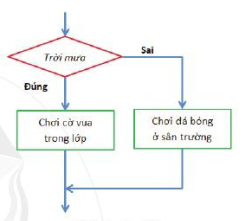 Trời mưa
Sai
Đúng
Chơi cờ vua
trong lớp
Chơi đá bóng
ở sân trường